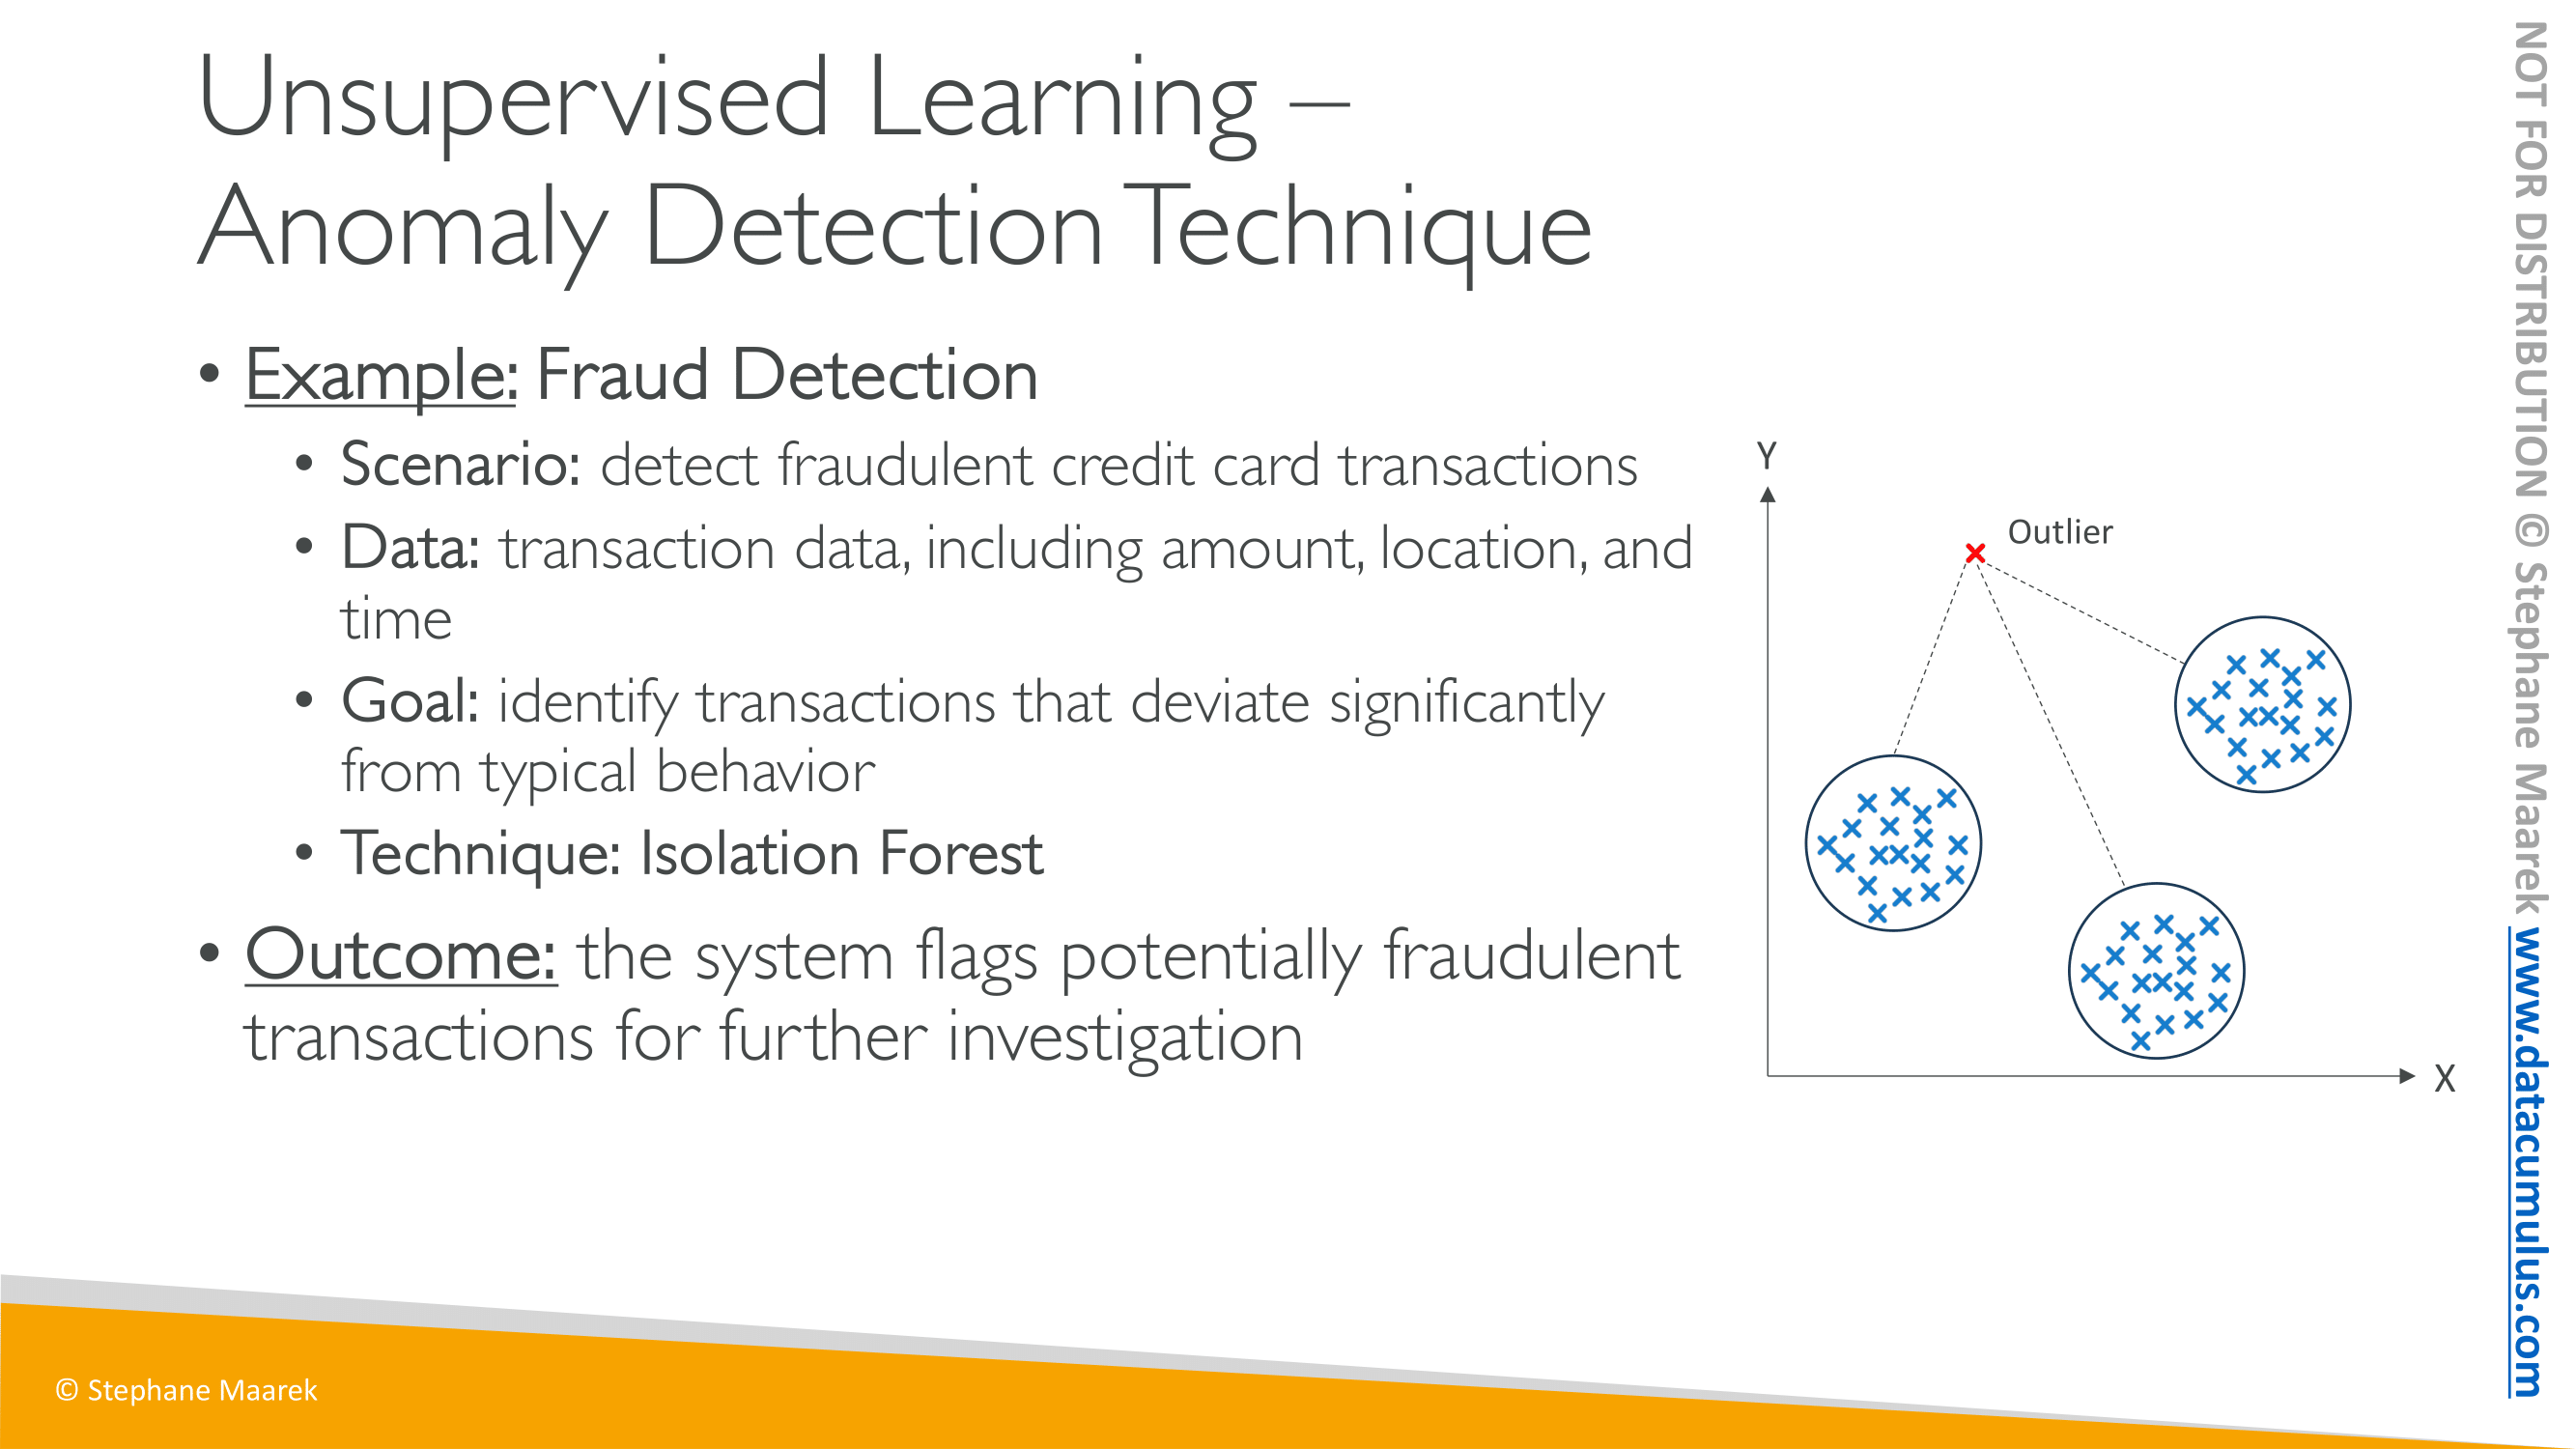 Unsupervised Learning –
Anomaly Detection Technique
• Example: Fraud Detection
• Scenario: detect fraudulent credit card transactions
• Data: transaction data, including amount, location, and
time
• Goal: identify transactions that deviate significantly
from typical behavior
• Technique: Isolation Forest
• Outcome: the system flags potentially fraudulent
transactions for further investigation
Y
Outlier
X
© Stephane Maarek
NOT FOR DISTRIBUTION © Stephane Maarek www.datacumulus.com